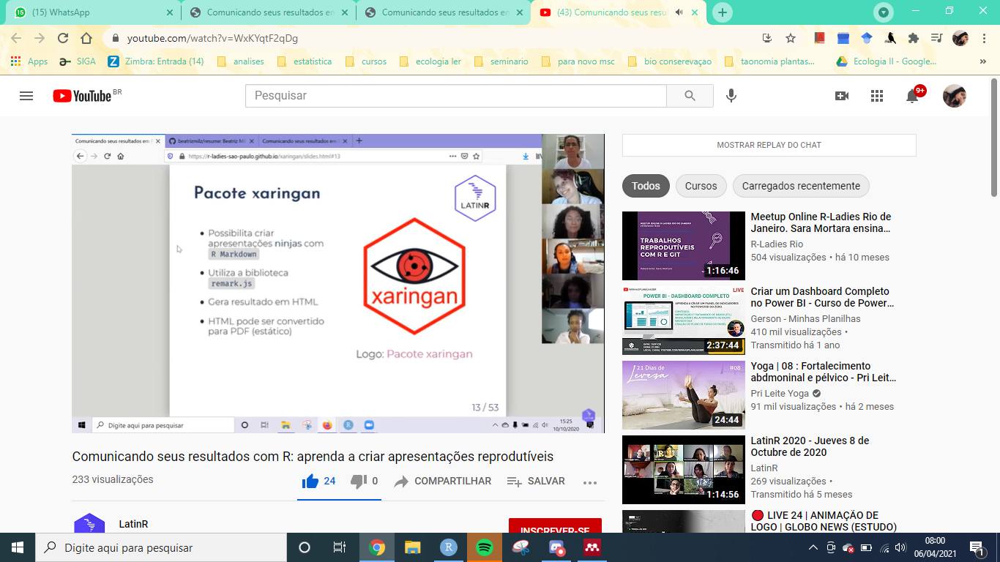 (15) WhatsApp
Comunicando seus resultados en
Comunicando seus resultados en
(43) Comunicando seus resul
youtube.com/watch?v=WxKYqtF2qDg
Apps
SIGA
Zimbra: Entrada (14)
analises
estatistica
cursos
ecologia ler
seminario
para novo msc
bio conserevaçao
taonomia plantas...
Ecologia II - Google...
»
YouTube BR
Pesquisar
9+
Comunicando seus resultados em F
beatrizmilz/resume: Beatriz Mil
Comunicando seus resultados em F
https://r-ladies-sao-paulo.github.io/xaringan/slides.html#13
Pacote xaringan
LATINR
Possibilita criar
apresentações ninjas com
R Markdown
Utiliza a biblioteca
remark.js
Gera resultado em HTML
HTML pode ser convertido
para PDF (estático)
xaringan
Logo: Pacote xaringan
13 / 53
Digite aqui para pesquisar
15:25
10/10/2020
Comunicando seus resultados com R: aprenda a criar apresentações reprodutíveis
233 visualizações
24
0
COMPARTILHAR
SALVAR
LatinR
INSCREVER-SE
MOSTRAR REPLAY DO CHAT
Todos
Cursos
Carregados recentemente
MEETUP ONLINE R-LADIES RIO DE JANEIRO
TRABALHOS
REPRODUTÍVEIS
COM R E GIT
1:16:46
Meetup Online R-Ladies Rio de
Janeiro. Sara Mortara ensina...
R-Ladies Rio
504 visualizações • há 10 meses
LIVE
POWER BI - DASHBOARD COMPLETO
2:37:44
Criar um Dashboard Completo
no Power BI - Curso de Power...
Gerson - Minhas Planilhas
410 mil visualizações •
Transmitido há 1 ano
21 Dias de
Leveza
#08
24:44
Yoga | 08 : Fortalecimento
abdmoninal e pélvico - Pri Leit...
Pri Leite Yoga
91 mil visualizações • há 2 meses
1:14:56
LatinR 2020 - Jueves 8 de
Octubre de 2020
LatinR
269 visualizações •
Transmitido há 5 meses
LIVE 24 | ANIMAÇÃO DE
LOGO | GLOBO NEWS (ESTUDO)
Digite aqui para pesquisar
08:00
06/04/2021
1